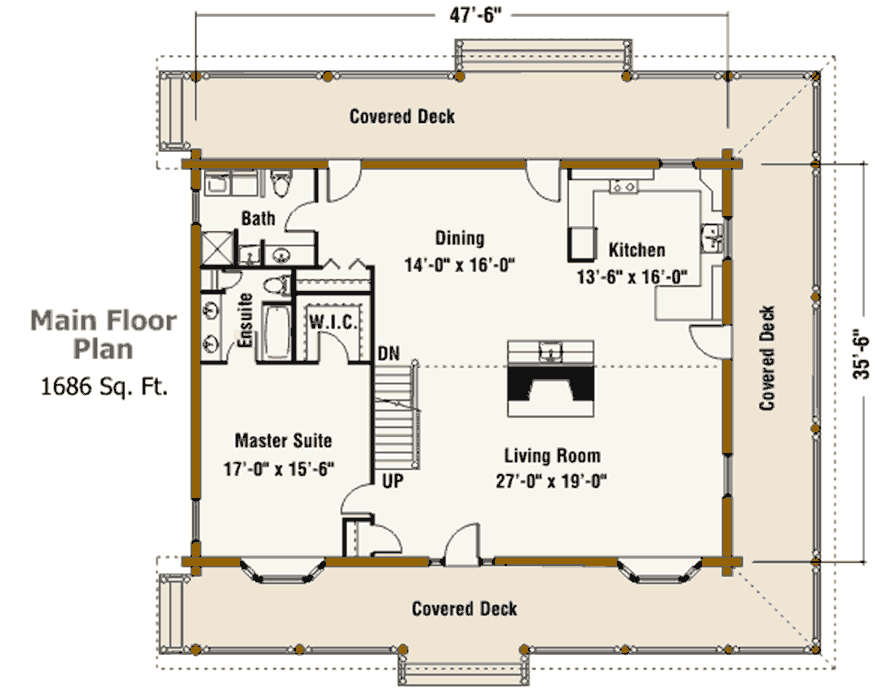 47'-6"
Covered Deck
Bath
Dining
14'-0" x 16'-0"
Kitchen
13'-6" x 16'-0"
Ensuite
W.I.C.
Main Floor
Plan
1686 Sq. Ft.
DN
Covered Deck
35'-6"
Master Suite
17'-0" x 15'-6"
Living Room
27'-0" x 19'-0"
UP
Covered Deck